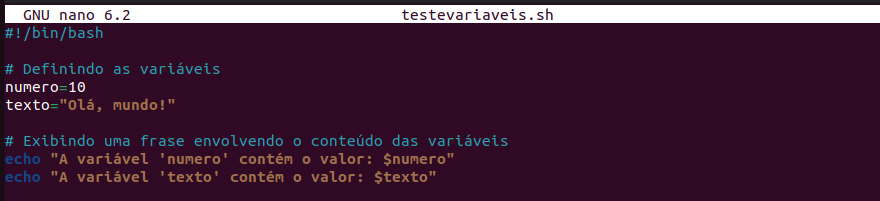 GNU nano 6.2 testevariaveis.sh
#!/bin/bash
# Definindo as variáveis
numero=10
texto="Olá, mundo!"
# Exibindo uma frase envolvendo o conteúdo das variáveis
echo "A variável 'numero' contém o valor: $numero"
echo "A variável 'texto' contém o valor: $texto"